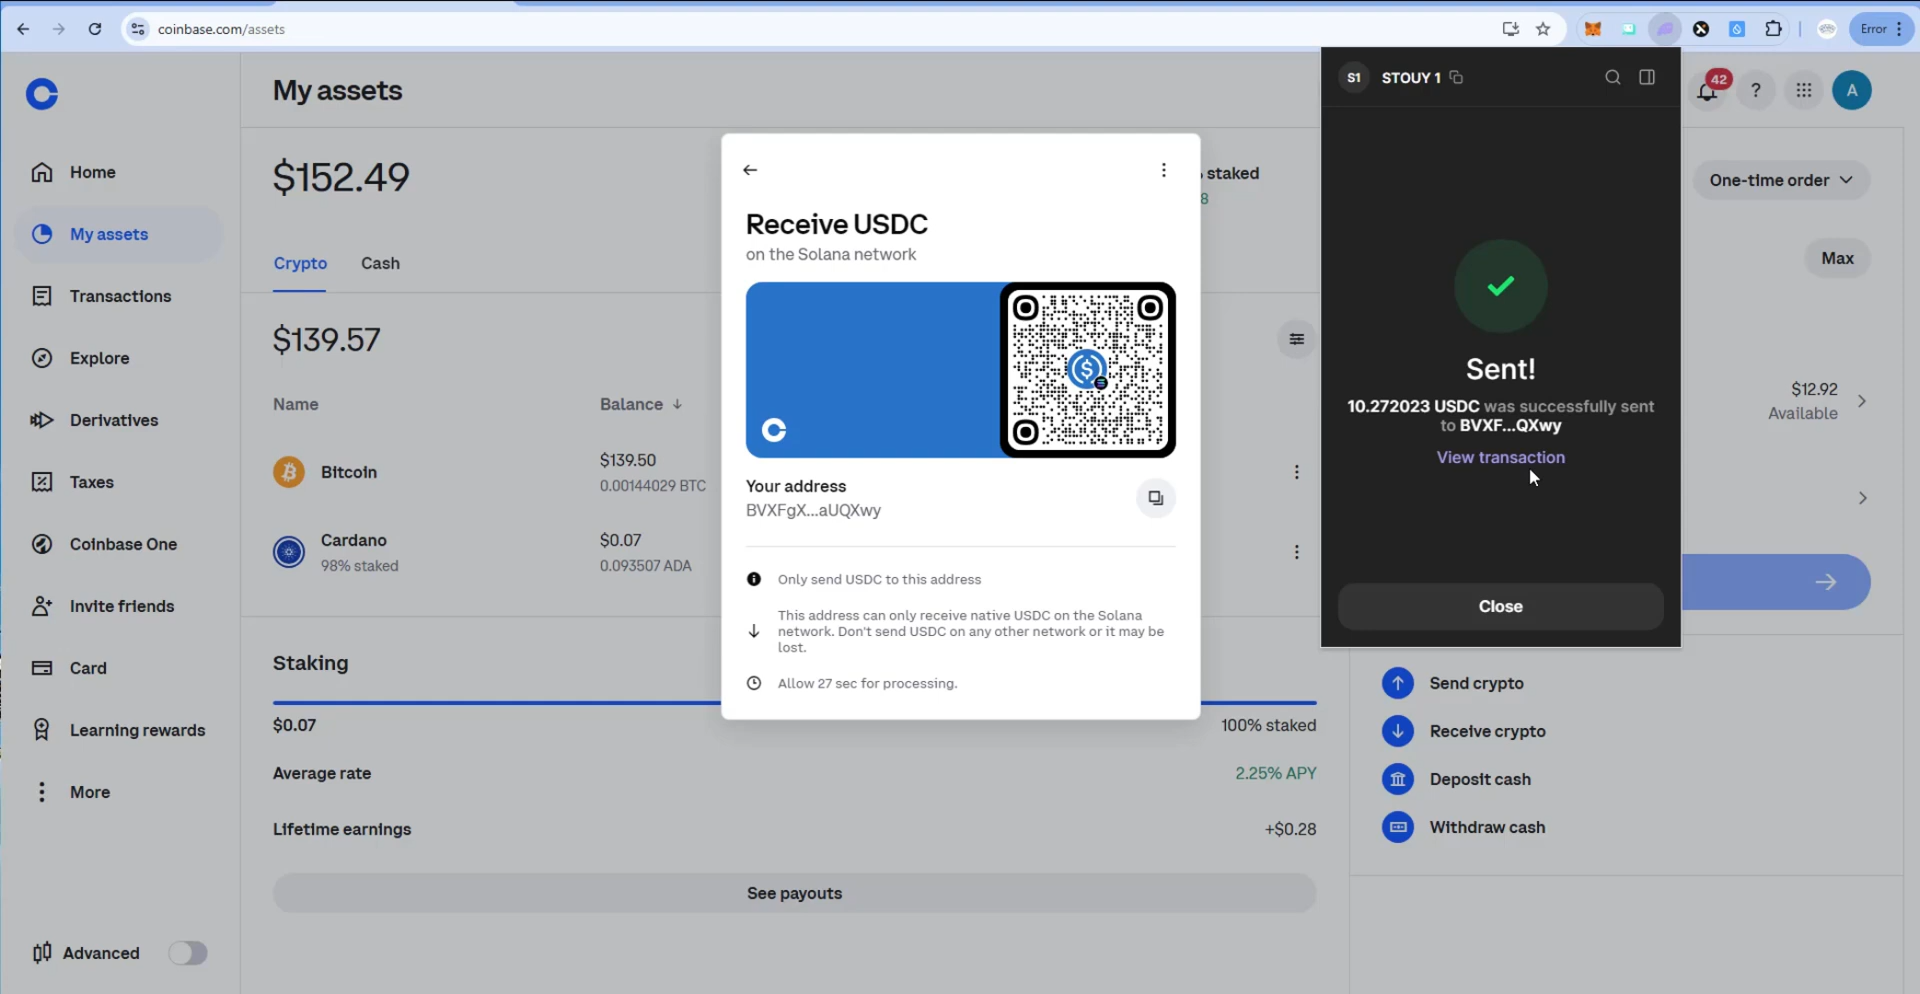 coinbase.com/assets
Error
Home
My assets
Transactions
Explore
Derivatives
Taxes
Coinbase One
Invite friends
Card
Learning rewards
More
Advanced
My assets
$152.49
Crypto
Cash
$139.57
Name
Balance ↓
Bitcoin
$139.50
0.00144029 BTC
Cardano
98% staked
$0.07
0.093507 ADA
Staking
$0.07
100% staked
Average rate
2.25% APY
Lifetime earnings
+$0.28
See payouts
staked
8
Receive USDC
on the Solana network
Your address
BVXFgX...aUQXwy
Only send USDC to this address
This address can only receive native USDC on the Solana
network. Don't send USDC on any other network or it may be
lost.
Allow 27 sec for processing.
S1
STOUY 1
Sent!
10.272023 USDC was successfully sent
to BVXF...QXwy
View transaction
Close
42
?
A
One-time order
Max
$12.92
Available
Send crypto
Receive crypto
Deposit cash
Withdraw cash